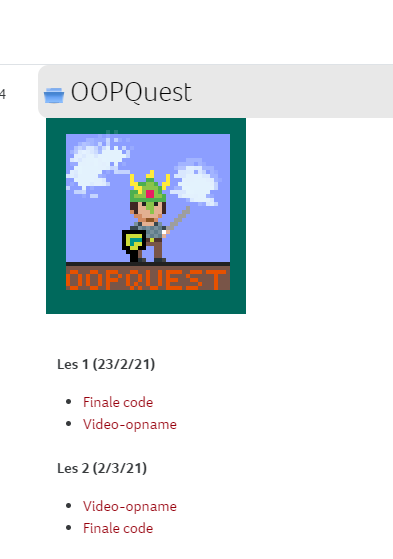 4
OOPQuest
OOPQUEST
Les 1 (23/2/21)
Finale code
Video-opname
Les 2 (2/3/21)
Video-opname
Finale code